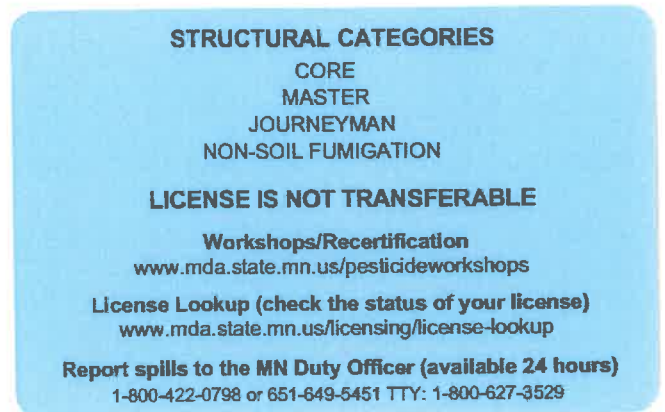 STRUCTURAL CATEGORIES
CORE
MASTER
JOURNEYMAN
NON-SOIL FUMIGATION
LICENSE IS NOT TRANSFERABLE
Workshops/Recertification
www.mda.state.mn.us/pesticideworkshops
License Lookup (check the status of your license)
www.mda.state.mn.us/licensing/license-lookup
Report spills to the MN Duty Officer (available 24 hours)
1-800-422-0798 or 651-649-5451 TTY: 1-800-627-3529